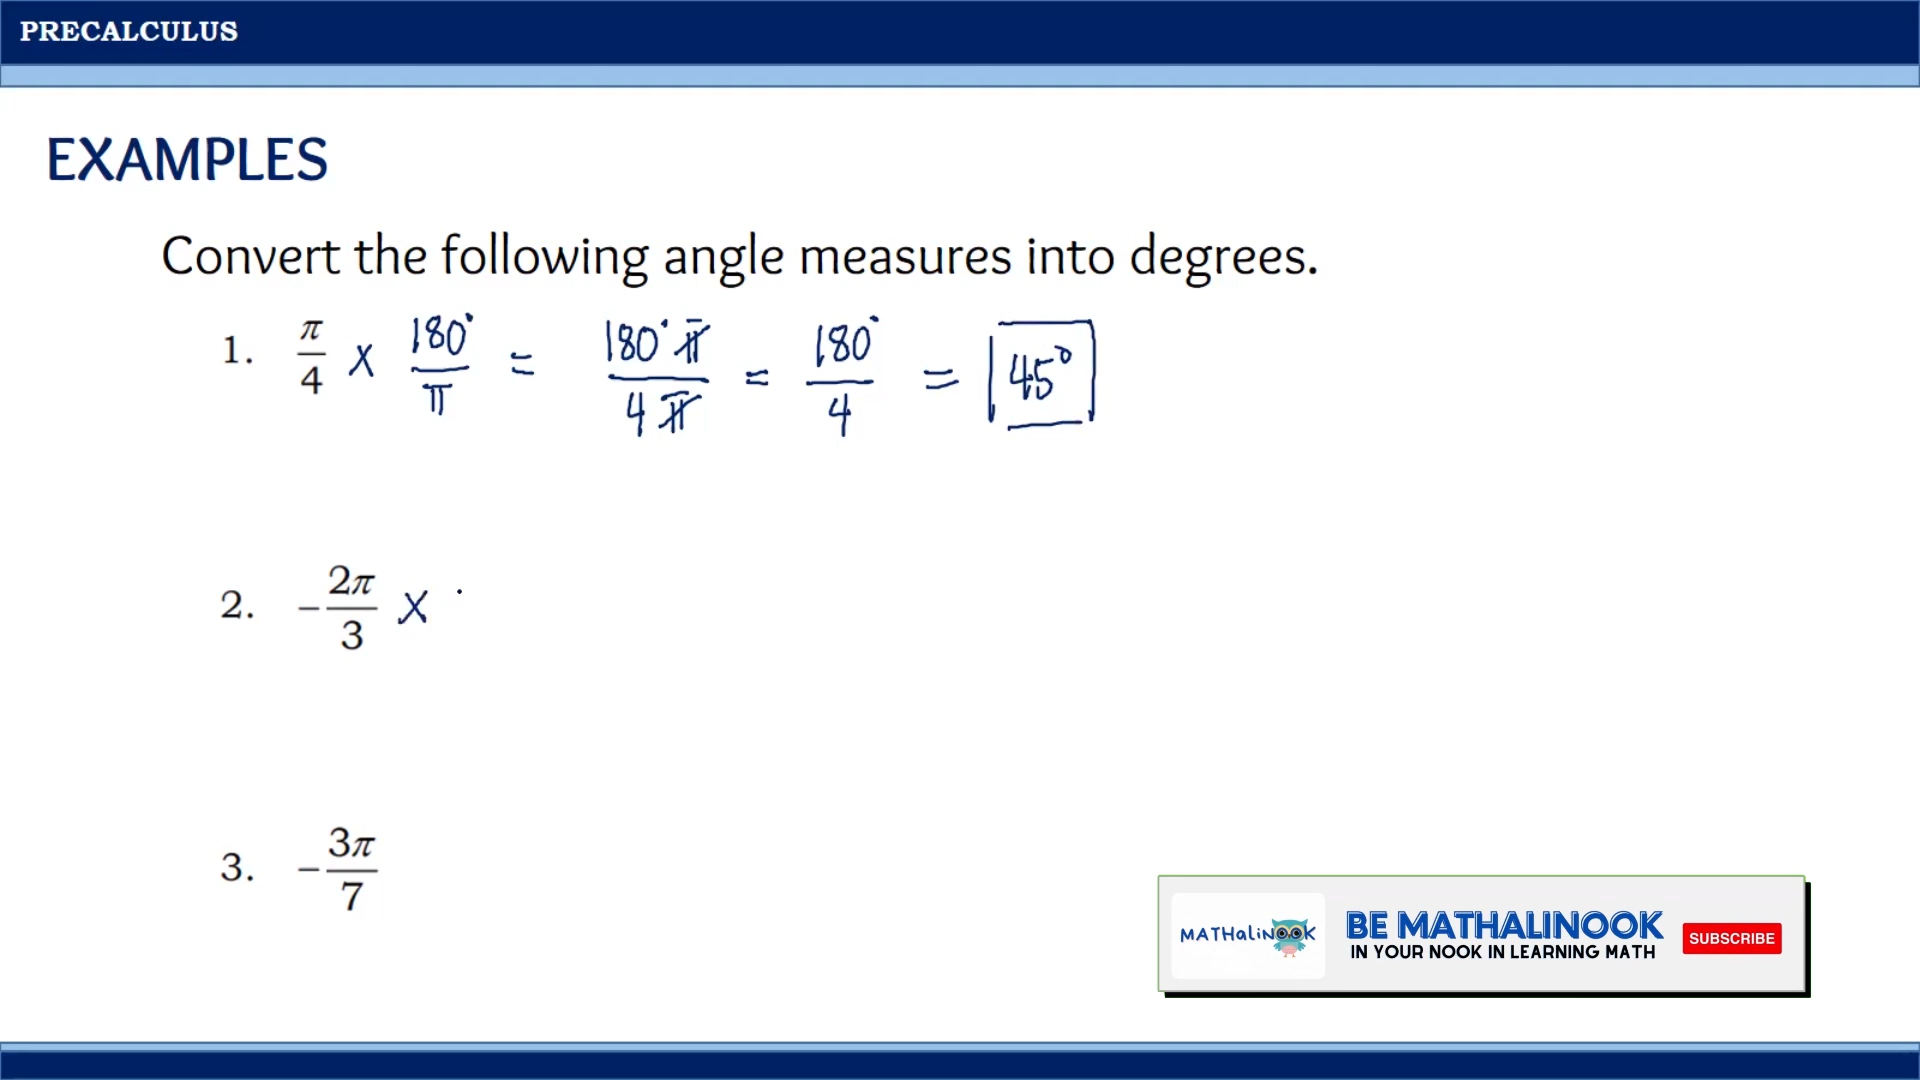 PRECALCULUS
EXAMPLES
Convert the following angle measures into degrees.
1. π/4 x 180°/π = 180°π/4π = 180°/4 = 45°
2. -2π/3 x
3. -3π/7
MATHaliNOOK
BE MATHALINOOK
IN YOUR NOOK IN LEARNING MATH
SUBSCRIBE